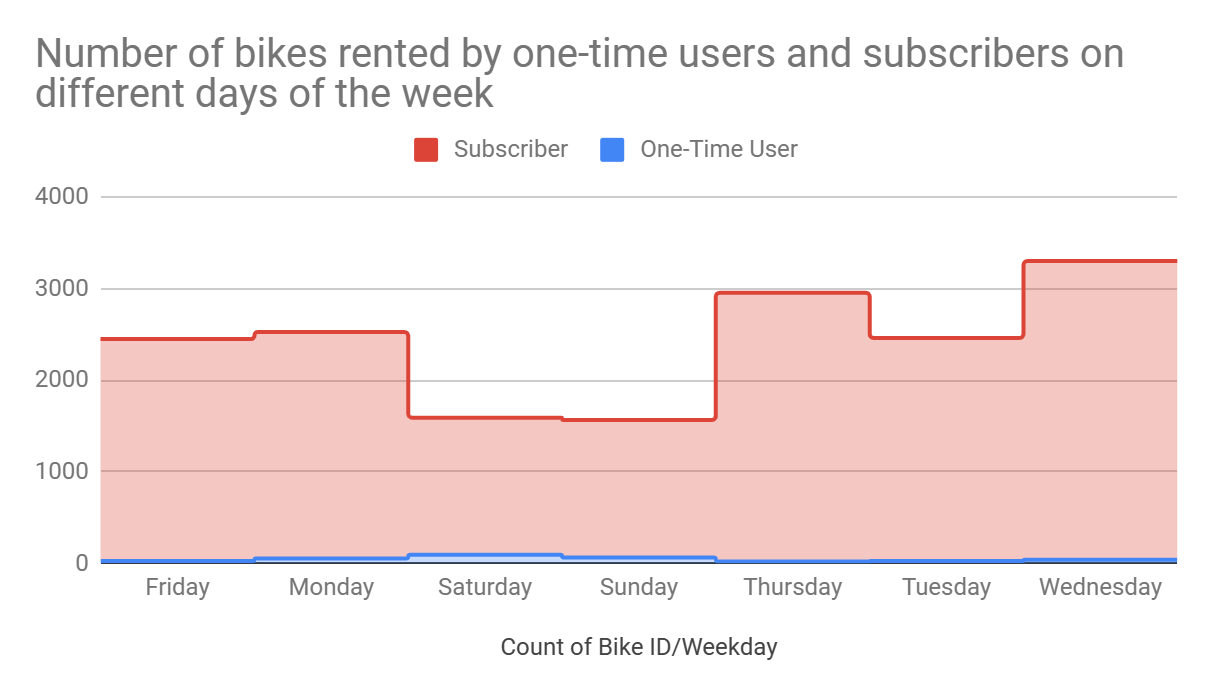 Number of bikes rented by one-time users and subscribers on
different days of the week
Subscriber One-Time User
4000
3000
2000
1000
0
Friday Monday Saturday Sunday Thursday Tuesday Wednesday
Count of Bike ID/Weekday